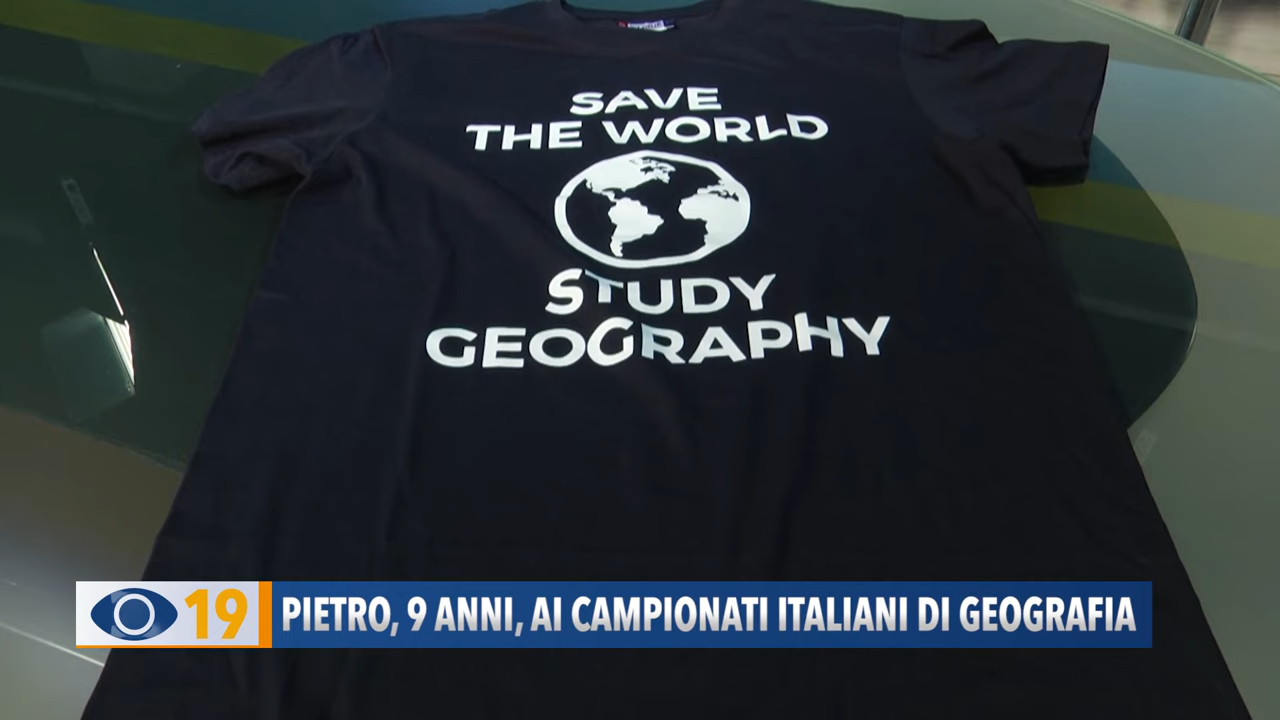 SAVE
THE WORLD
STUDY
GEOGRAPHY
19
PIETRO, 9 ANNI, AI CAMPIONATI ITALIANI DI GEOGRAFIA